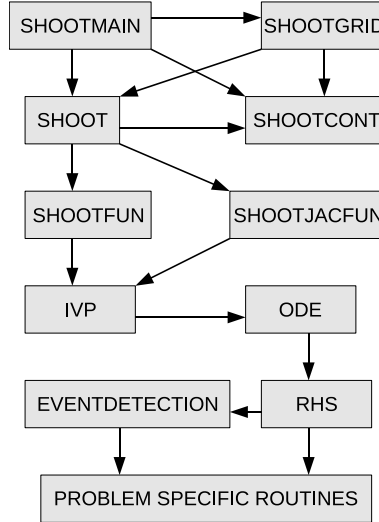 SHOOTMAIN
SHOOTGRID
SHOOT
SHOOTCONT
SHOOTFUN
SHOOTJACFUN
IVP
ODE
EVENTDETECTION
RHS
PROBLEM SPECIFIC ROUTINES